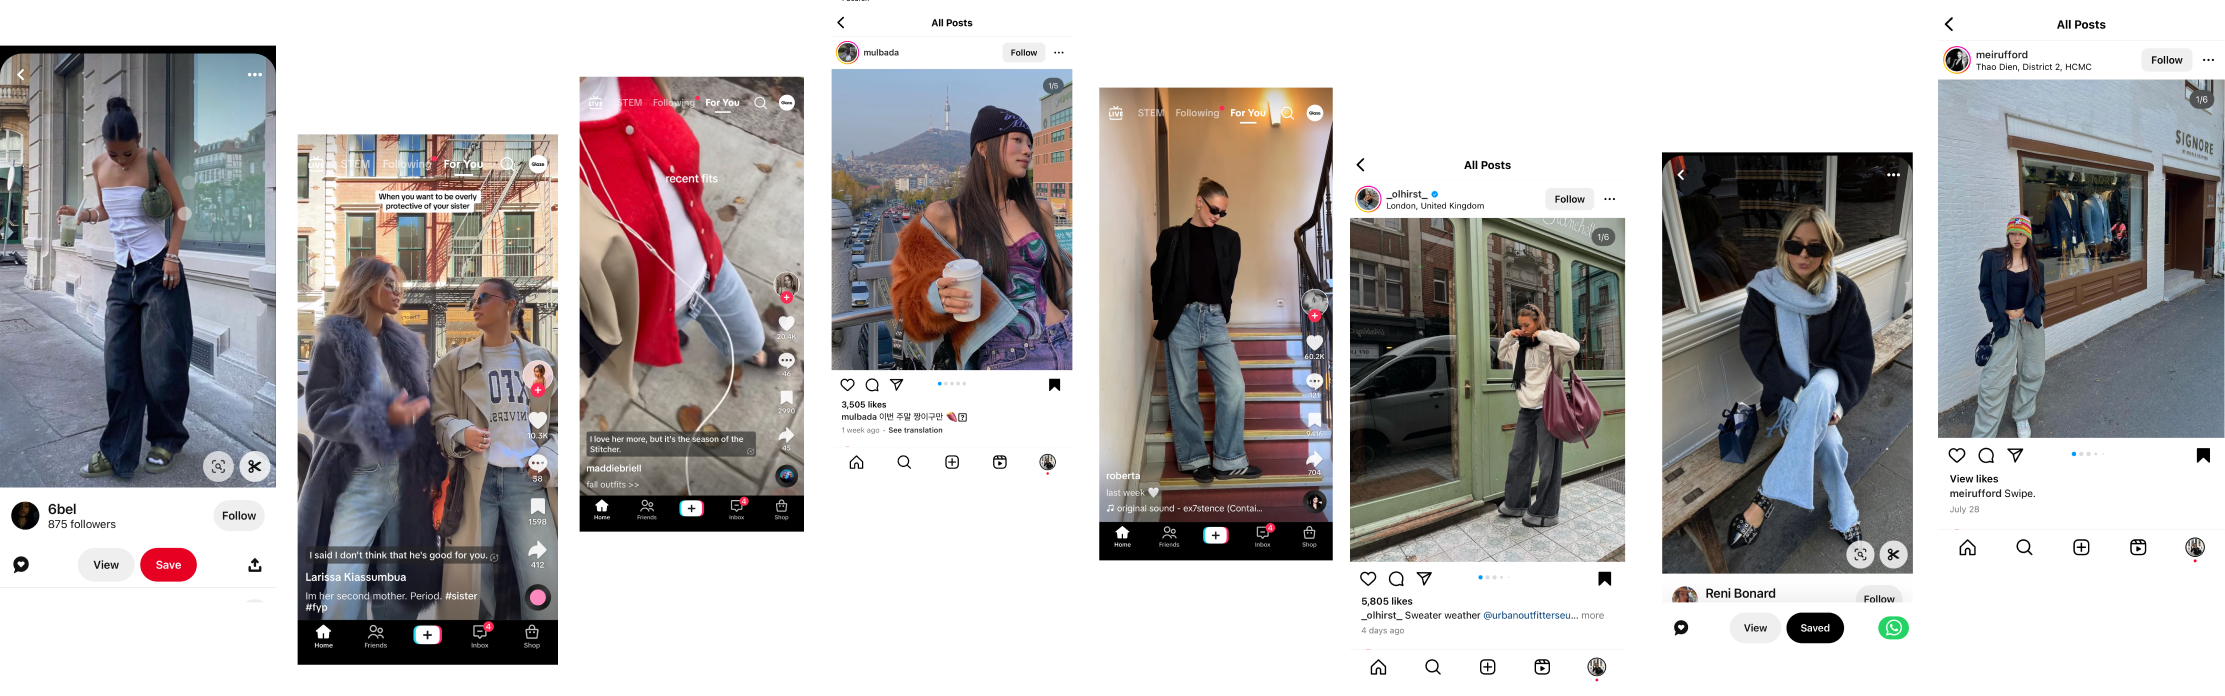 6bel
875 followers
Follow
View
Save
LIVE
STEM
Following
For You
Glaze
When you want to be overly
protective of your sister
10.3K
58
1598
412
I said I don't think that he's good for you.
Larissa Kiassumbua
Im her second mother. Period. #sister
#fyp
Home
Friends
4
Inbox
Shop
LIVE
STEM
Following
For You
Glaze
recent fits
20.4K
46
2990
45
I love her more, but it's the season of the
Stitcher.
maddiebriell
fall outfits >>
Home
Friends
4
Inbox
Shop
All Posts
mulbada
Follow
1/5
3,505 likes
mulbada 이번 주말 짱이구만
1 week ago · See translation
LIVE
STEM
Following
For You
Glaze
60.2K
121
9416
704
roberta
last week 🤍
♫ original sound - ex7stence (Contai...
Home
Friends
4
Inbox
Shop
All Posts
_olhirst_
London, United Kingdom
Follow
1/6
5,805 likes
_olhirst_ Sweater weather @urbanoutfitterseu... more
4 days ago
Reni Bonard
Follow
View
Saved
All Posts
meirufford
Thao Dien, District 2, HCMC
Follow
1/6
SIGNORE
View likes
meirufford Swipe.
July 28